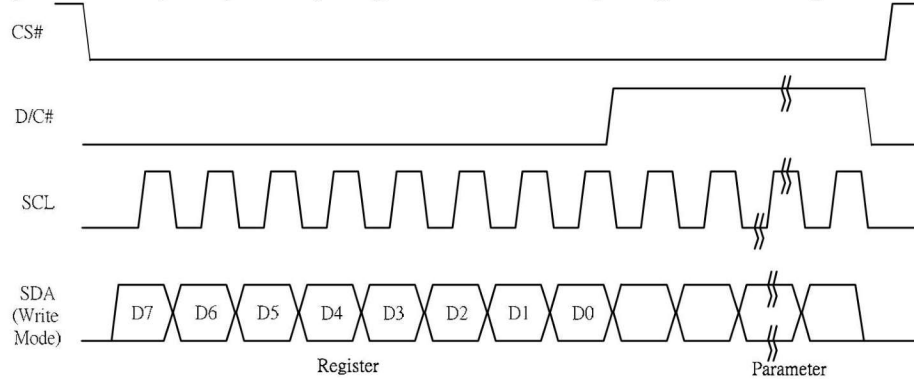 CS#
D/C#
SCL
SDA
(Write
Mode)
D7 D6 D5 D4 D3 D2 D1 D0
Register Parameter